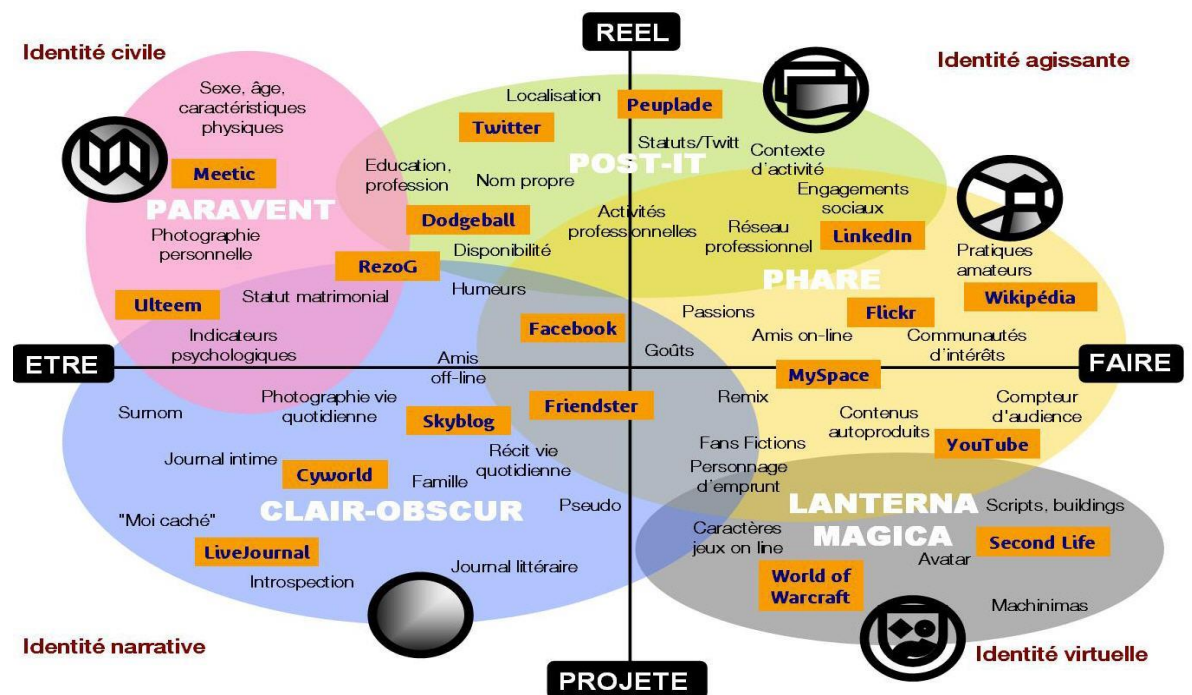 REEL
Identité civile
Identité agissante
Sexe, âge,
caractéristiques
physiques
Localisation
Peuplade
Twitter
Statuts/Twitt
Contexte
d'activité
POST-IT
Meetic
Education,
profession
Nom propre
Engagements
sociaux
PARAVENT
Dodgeball
Activités
professionnelles
Réseau
professionnel
LinkedIn
Photographie
personnelle
Disponibilité
Pratiques
amateurs
RezoG
PHARE
Ulteem
Statut matrimonial
Humeurs
Wikipédia
Passions
Flickr
Facebook
Indicateurs
psychologiques
Amis on-line
Communautés
d'intérêts
Goûts
ETRE
Amis
off-line
MySpace
FAIRE
Surnom
Photographie vie
quotidienne
Friendster
Remix
Skyblog
Contenus
autoproduits
Compteur
d'audience
Journal intime
Récit vie
quotidienne
Fans Fictions
YouTube
Cyworld
Famille
Personnage
d'emprunt
CLAIR-OBSCUR
Pseudo
LANTERNA
MAGICA
Scripts, buildings
"Moi caché"
Caractères
jeux on line
LiveJournal
Second Life
Journal littéraire
Avatar
Introspection
World of
Warcraft
Machinimas
Identité narrative
Identité virtuelle
PROJETE